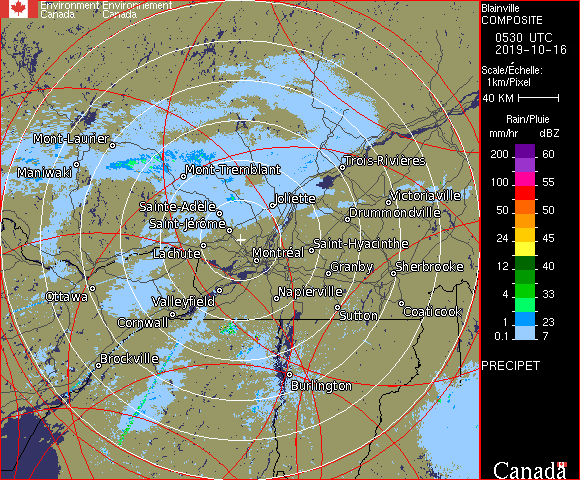 Environment Environnement
Canada Canada
Blainville
COMPOSITE
0530 UTC
2019-10-16
Scale/Échelle:
1km/Pixel
40 KM
Rain/Pluie
mm/hr dBZ
200 60
100 55
50 50
24 45
12 40
4 33
1 23
0.1 7
PRECIPET
Canada
Mont-Laurier
Maniwaki
Mont-Tremblant
Trois-Rivières
Sainte-Adèle
Joliette
Victoriaville
Drummondville
Saint-Jérôme
Lachute
Montréal
Saint-Hyacinthe
Granby
Sherbrooke
Ottawa
Valleyfield
Napierville
Cornwall
Sutton
Coaticook
Brockville
Burlington